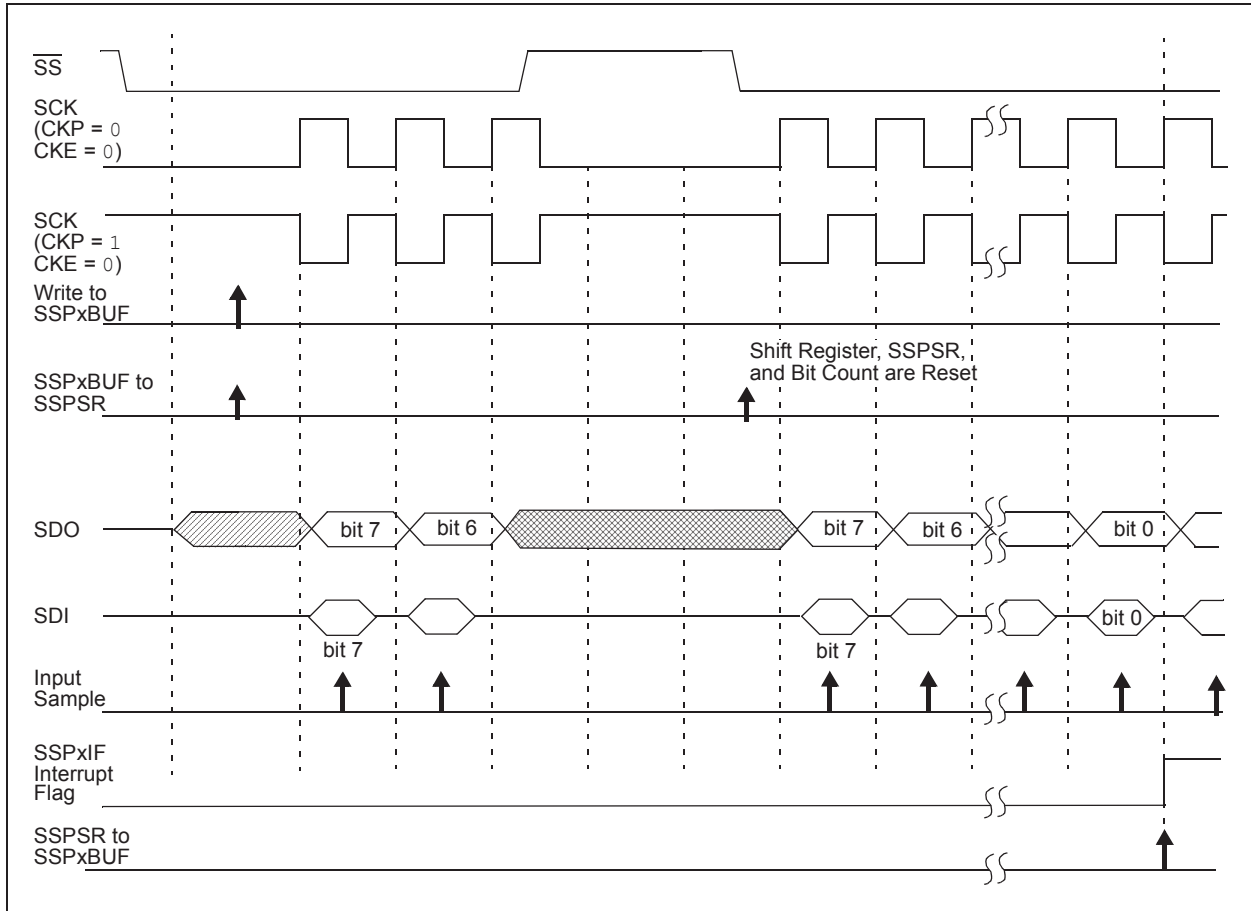 SS
SCK
(CKP = 0
CKE = 0)
SCK
(CKP = 1
CKE = 0)
Write to
SSPxBUF
Shift Register, SSPSR,
and Bit Count are Reset
SSPxBUF to
SSPSR
SDO
bit 7
bit 6
bit 7
bit 6
bit 0
SDI
bit 0
bit 7
bit 7
Input
Sample
SSPxIF
Interrupt
Flag
SSPSR to
SSPxBUF